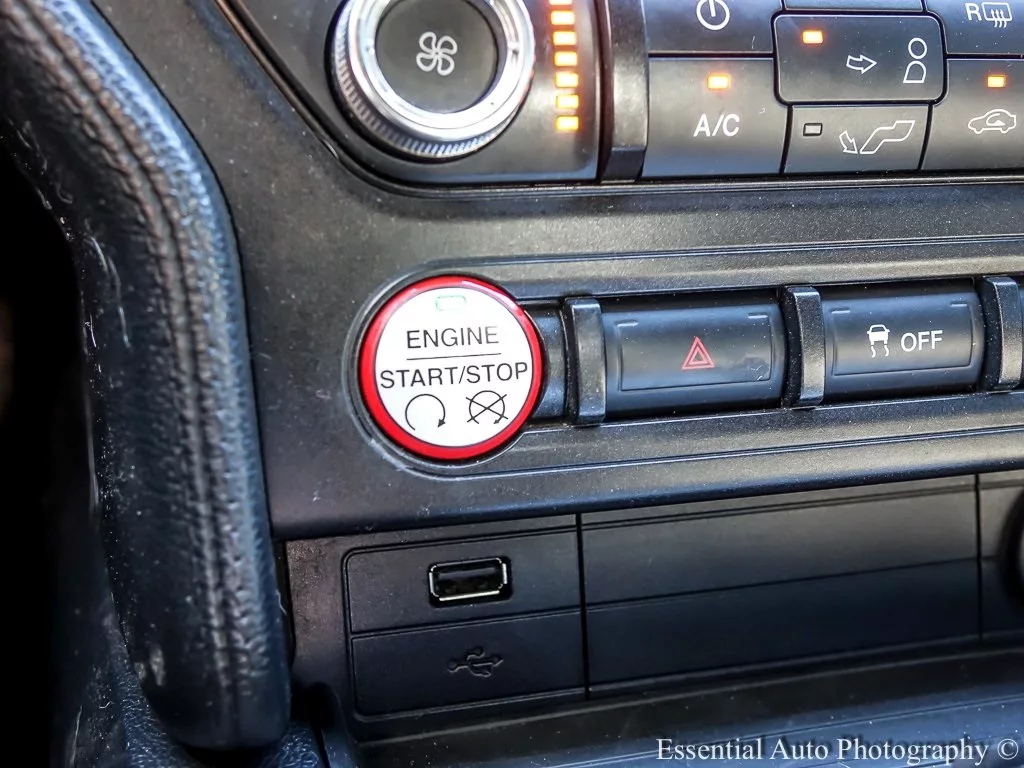 R
A/C
ENGINE
START/STOP
OFF
Essential Auto Photography ©